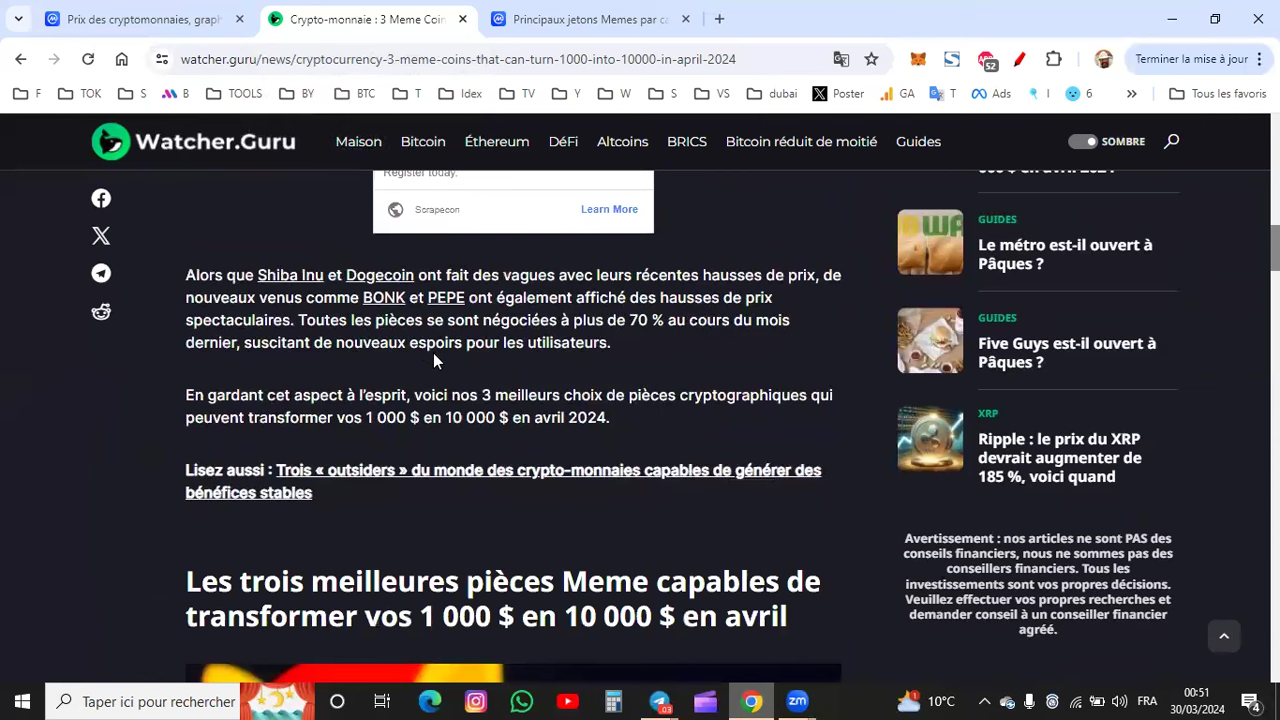 Prix des cryptomonnaies, graph
Crypto-monnaie : 3 Meme Coin
Principaux jetons Memes par ca
watcher.guru/news/cryptocurrency-3-meme-coins-that-can-turn-1000-into-10000-in-april-2024
52
Terminer la mise à jour
F
TOK
S
B
TOOLS
BY
BTC
T
Idex
TV
Y
W
S
VS
dubai
Poster
GA
T
Ads
I
6
Tous les favoris
Watcher.Guru
Maison
Bitcoin
Éthereum
DéFi
Altcoins
BRICS
Bitcoin réduit de moitié
Guides
SOMBRE
Register today.
Scrapecon
Learn More
Alors que Shiba Inu et Dogecoin ont fait des vagues avec leurs récentes hausses de prix, de
nouveaux venus comme BONK et PEPE ont également affiché des hausses de prix
spectaculaires. Toutes les pièces se sont négociées à plus de 70 % au cours du mois
dernier, suscitant de nouveaux espoirs pour les utilisateurs.
En gardant cet aspect à l'esprit, voici nos 3 meilleurs choix de pièces cryptographiques qui
peuvent transformer vos 1 000 $ en 10 000 $ en avril 2024.
Lisez aussi : Trois « outsiders » du monde des crypto-monnaies capables de générer des
bénéfices stables
Les trois meilleures pièces Meme capables de
transformer vos 1 000 $ en 10 000 $ en avril
000 $ en avril 2024
GUIDES
Le métro est-il ouvert à
Pâques ?
GUIDES
Five Guys est-il ouvert à
Pâques ?
XRP
Ripple : le prix du XRP
devrait augmenter de
185 %, voici quand
Avertissement : nos articles ne sont PAS des
conseils financiers, nous ne sommes pas des
conseillers financiers. Tous les
investissements sont vos propres décisions.
Veuillez effectuer vos propres recherches et
demander conseil à un conseiller financier
agréé.
Taper ici pour rechercher
10°C
FRA
00:51
30/03/2024
4